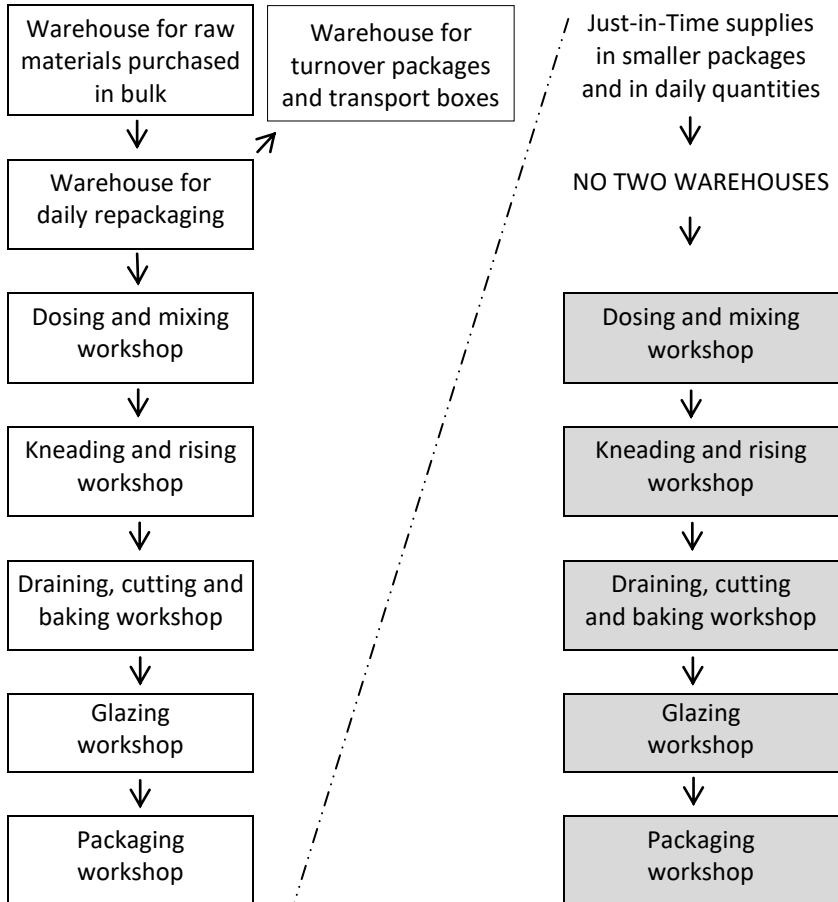 Warehouse for raw
materials purchased
in bulk
Warehouse for
turnover packages
and transport boxes
Warehouse for
daily repackaging
Dosing and mixing
workshop
Kneading and rising
workshop
Draining, cutting and
baking workshop
Glazing
workshop
Packaging
workshop
Just-in-Time supplies
in smaller packages
and in daily quantities
NO TWO WAREHOUSES
Dosing and mixing
workshop
Kneading and rising
workshop
Draining, cutting
and baking workshop
Glazing
workshop
Packaging
workshop